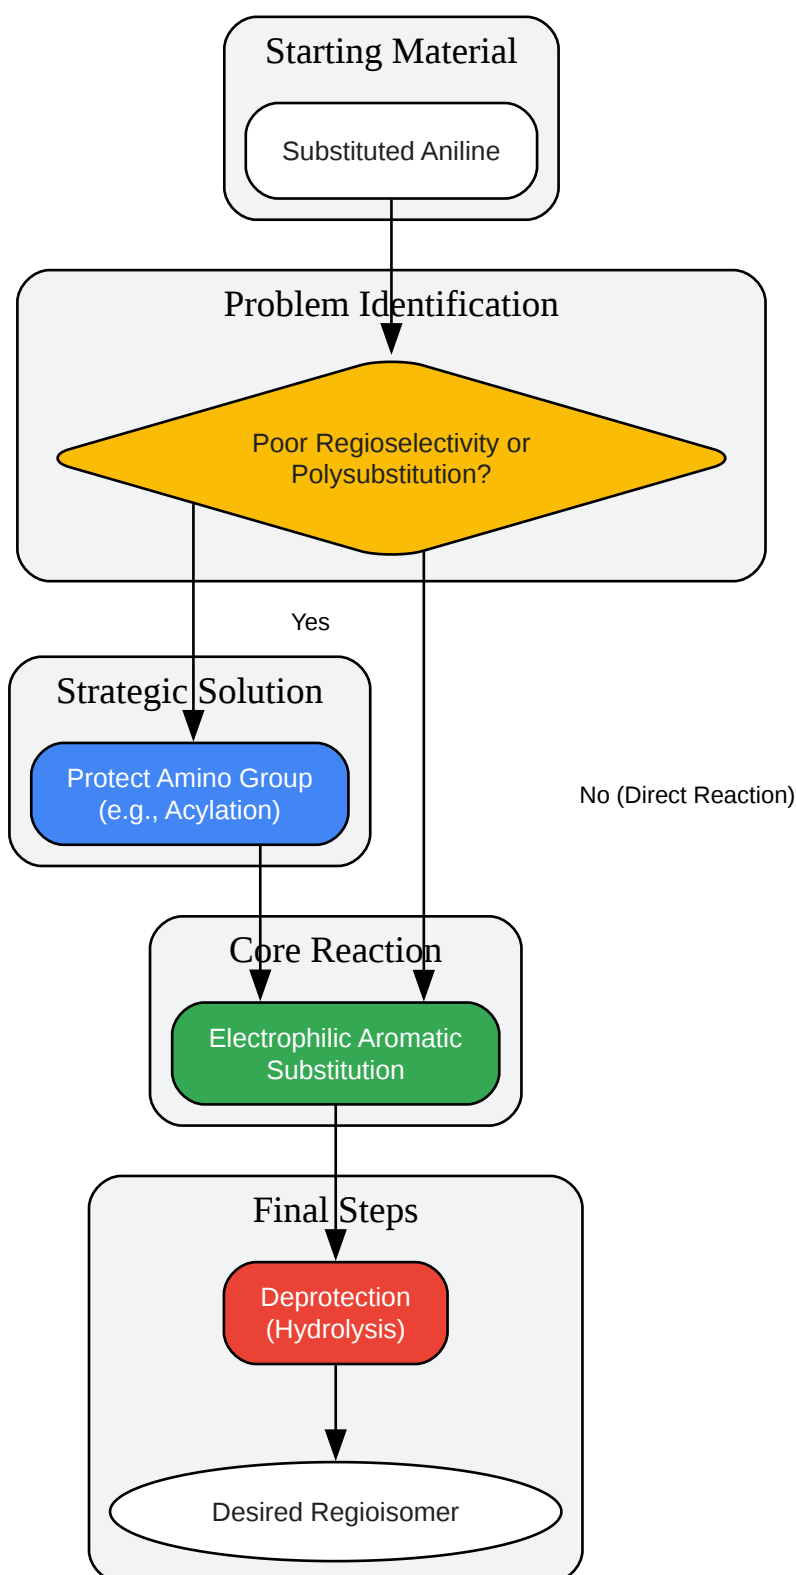 Starting Material
Substituted Aniline
Problem Identification
Poor Regioselectivity or
Polysubstitution?
Yes
Strategic Solution
Protect Amino Group
(e.g., Acylation)
No (Direct Reaction)
Core Reaction
Electrophilic Aromatic
Substitution
Final Steps
Deprotection
(Hydrolysis)
Desired Regioisomer